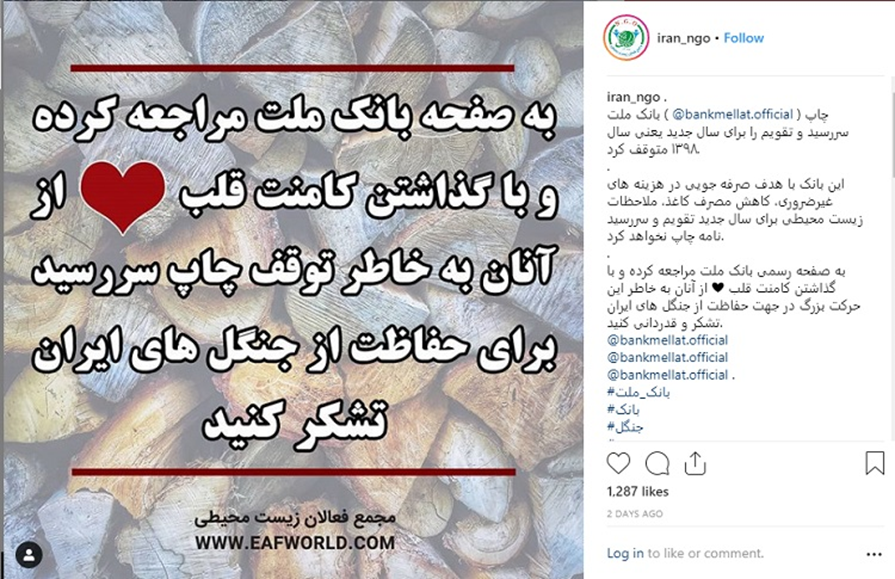 به صفحه بانک ملت مراجعه کرده
و با گذاشتن کامنت قلب ❤ از
آنان به خاطر توقف چاپ سررسید
برای حفاظت از جنگل های ایران
تشکر کنید
مجمع فعالان زیست محیطی
WWW.EAFWORLD.COM
iran_ngo • Follow
iran_ngo .
بانک ملت ( @bankmellat.official ) چاپ
سررسید و تقویم را برای سال جدید یعنی سال
۱۳۹۸ متوقف کرد.
.
این بانک با هدف صرفه جویی در هزینه های
غیرضروری، کاهش مصرف کاغذ، ملاحظات
زیست محیطی برای سال جدید تقویم و سررسید
نامه چاپ نخواهد کرد.
.
به صفحه رسمی بانک ملت مراجعه کرده و با
گذاشتن کامنت قلب ❤ از آنان به خاطر این
حرکت بزرگ در جهت حفاظت از جنگل های ایران
تشکر و قدردانی کنید.
@bankmellat.official
@bankmellat.official
@bankmellat.official .
#بانک_ملت
#بانک
#جنگل
1,287 likes
2 DAYS AGO
Log in to like or comment.